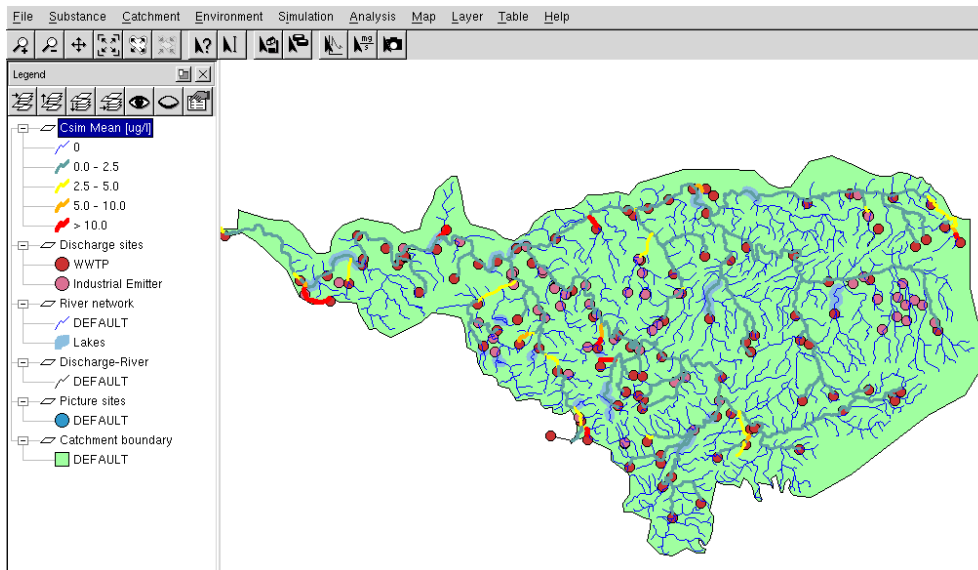 File Substance Catchment Environment Simulation Analysis Map Layer Table Help
? I mg/s
Legend
Csim Mean [ug/l]
0
0.0 - 2.5
2.5 - 5.0
5.0 - 10.0
> 10.0
Discharge sites
WWTP
Industrial Emitter
River network
DEFAULT
Lakes
Discharge-River
DEFAULT
Picture sites
DEFAULT
Catchment boundary
DEFAULT